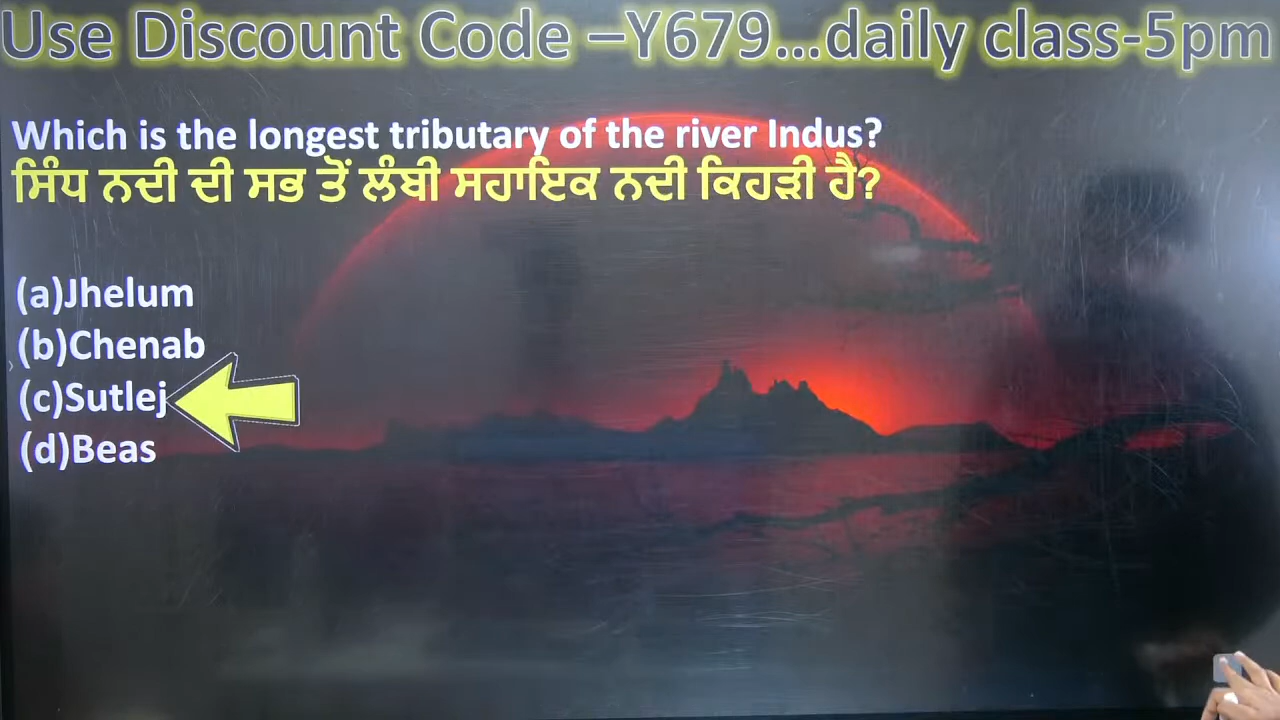 Use Discount Code –Y679...daily class-5pm
Which is the longest tributary of the river Indus?
ਸਿੰਧ ਨਦੀ ਦੀ ਸਭ ਤੋਂ ਲੰਬੀ ਸਹਾਇਕ ਨਦੀ ਕਿਹੜੀ ਹੈ?
(a)Jhelum
(b)Chenab
(c)Sutlej
(d)Beas